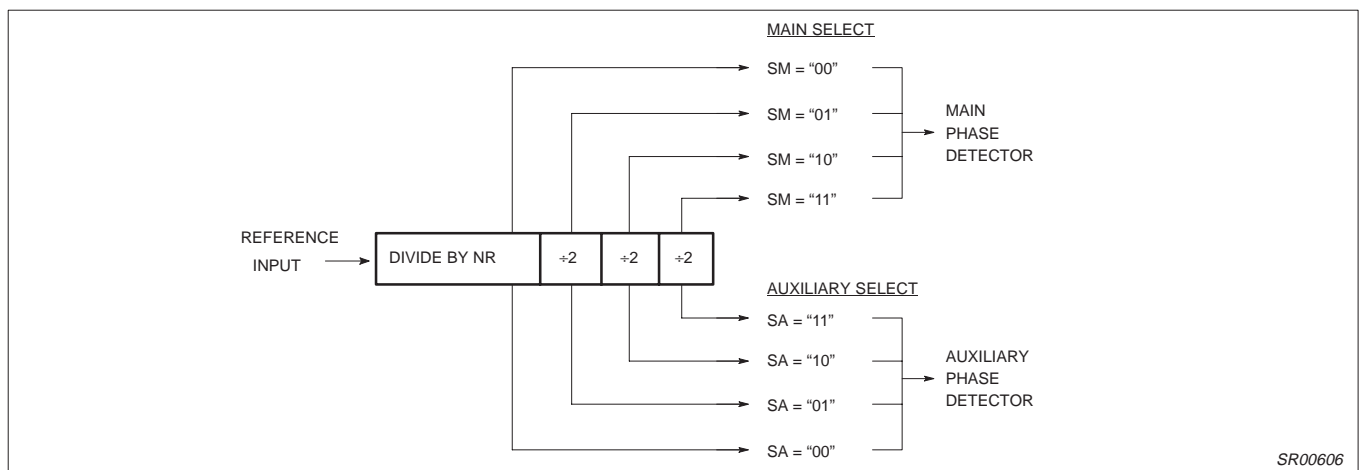 MAIN SELECT
SM = “00”
SM = “01”
SM = “10”
SM = “11”
MAIN
PHASE
DETECTOR
REFERENCE
INPUT
DIVIDE BY NR
÷2
÷2
÷2
AUXILIARY SELECT
SA = “11”
SA = “10”
SA = “01”
SA = “00”
AUXILIARY
PHASE
DETECTOR
SR00606